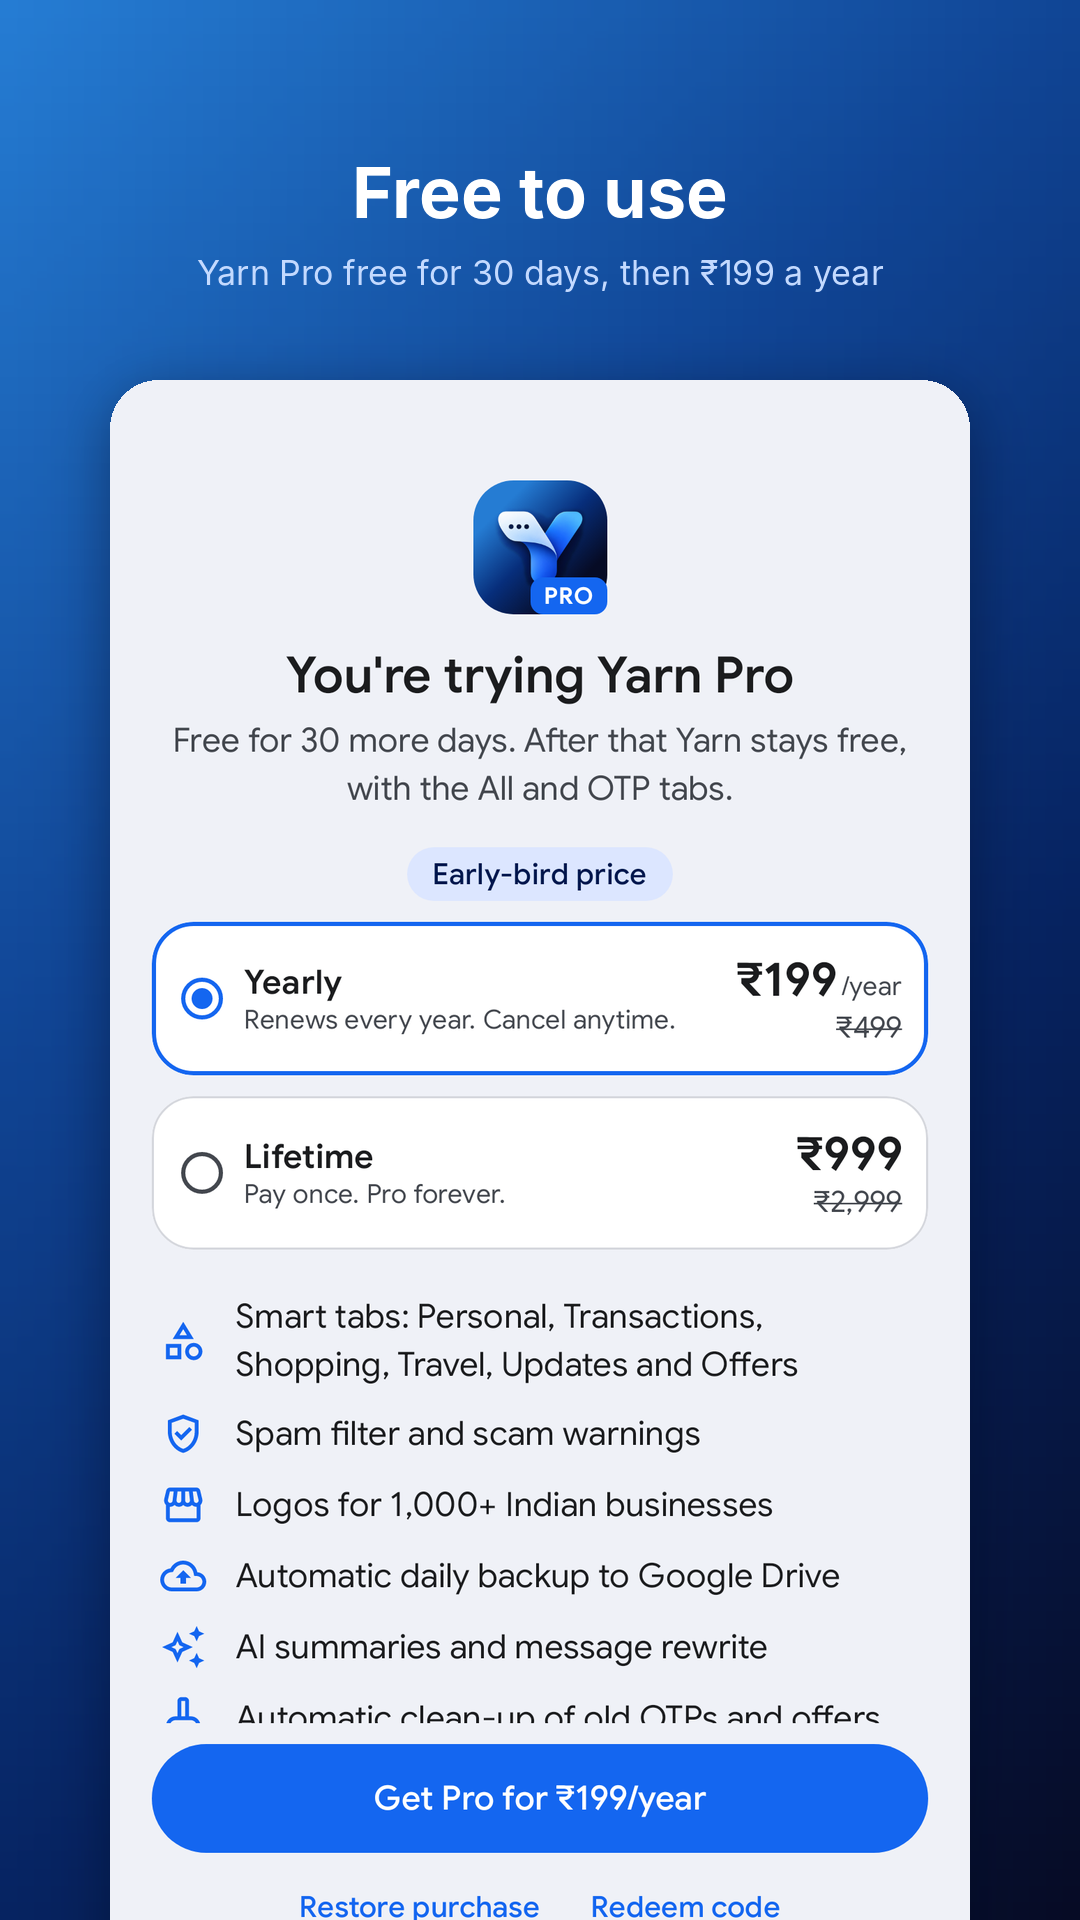 Free to use
Yarn Pro free for 30 days, then ₹199 a year
PRO
You're trying Yarn Pro
Free for 30 more days. After that Yarn stays free,
with the All and OTP tabs.
Early-bird price
Yearly
Renews every year. Cancel anytime.
₹199 /year
₹499
Lifetime
Pay once. Pro forever.
₹999
₹2,999
Smart tabs: Personal, Transactions,
Shopping, Travel, Updates and Offers
Spam filter and scam warnings
Logos for 1,000+ Indian businesses
Automatic daily backup to Google Drive
AI summaries and message rewrite
Automatic clean-up of old OTPs and offers
Get Pro for ₹199/year
Restore purchase
Redeem code